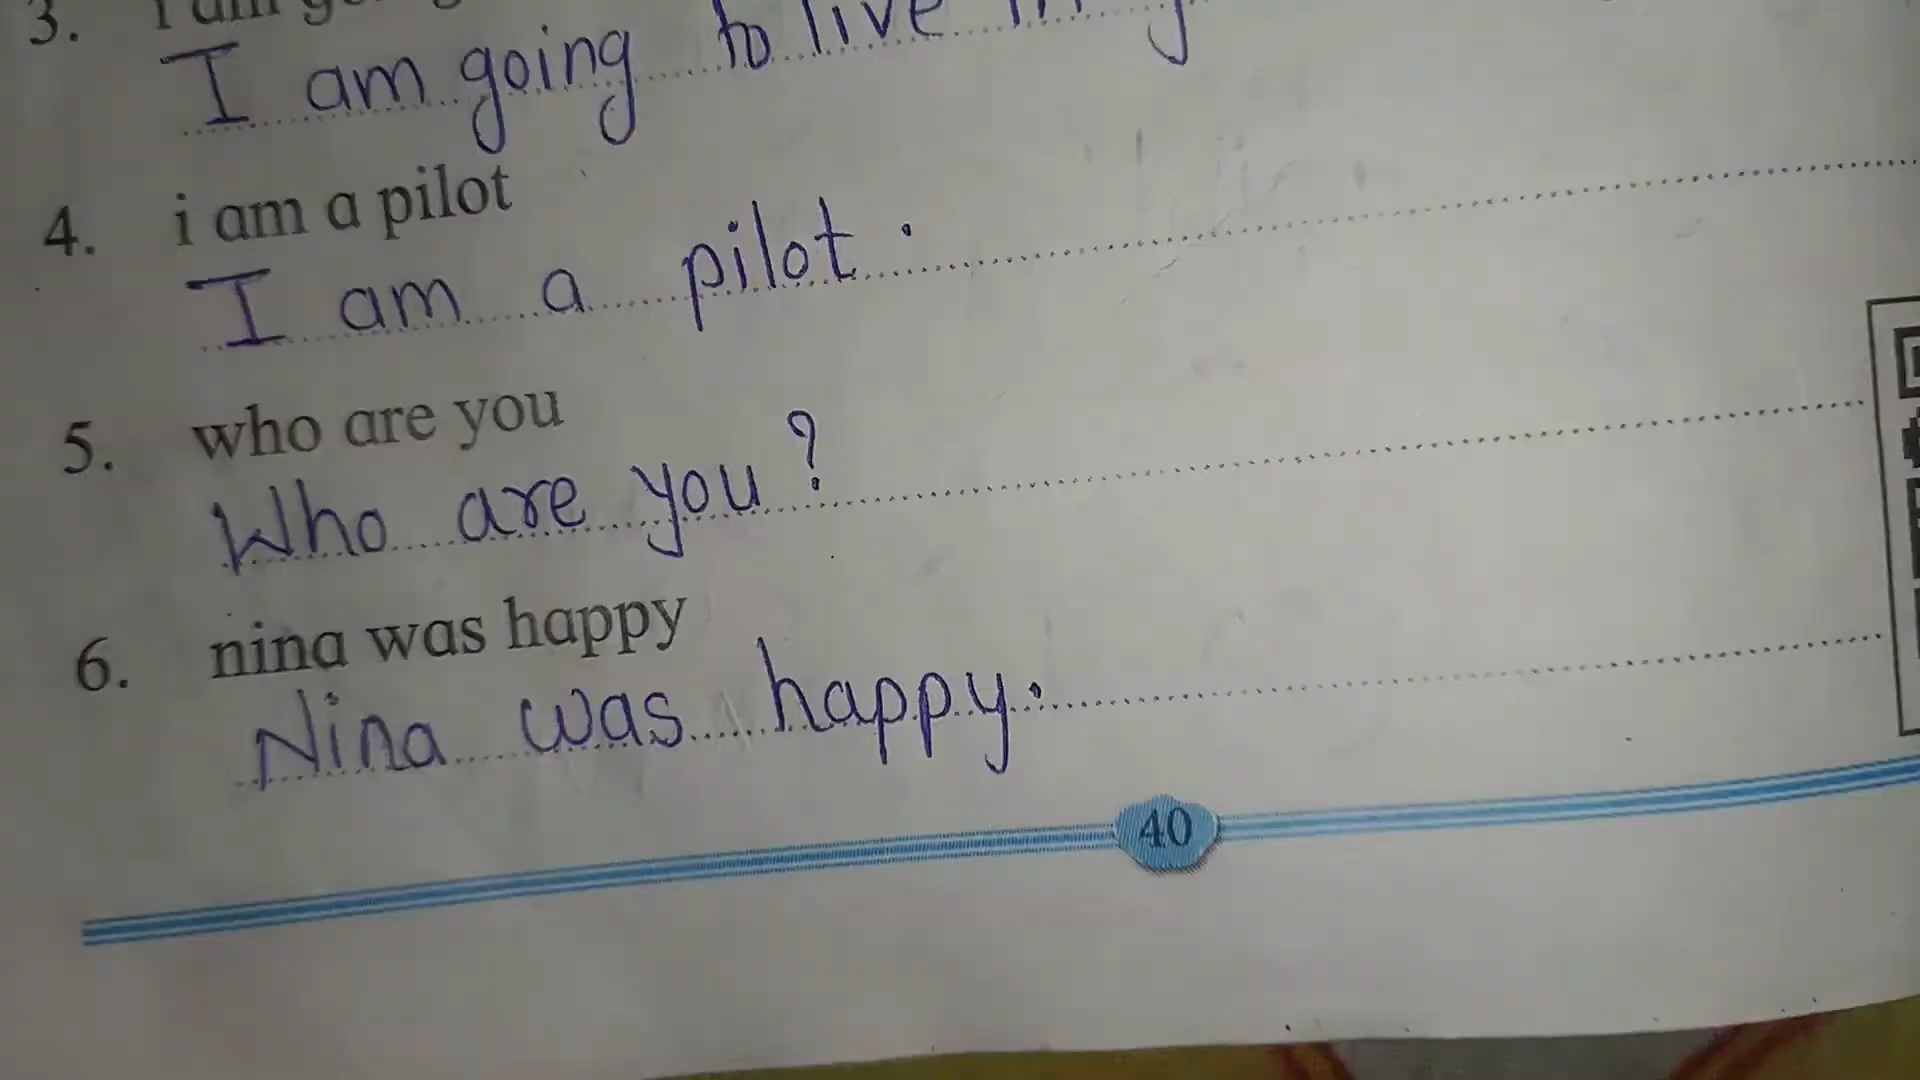 3.
I am going to live
4. i am a pilot
I am a pilot.
5. who are you
Who are you?
6. nina was happy
Nina was happy.
40